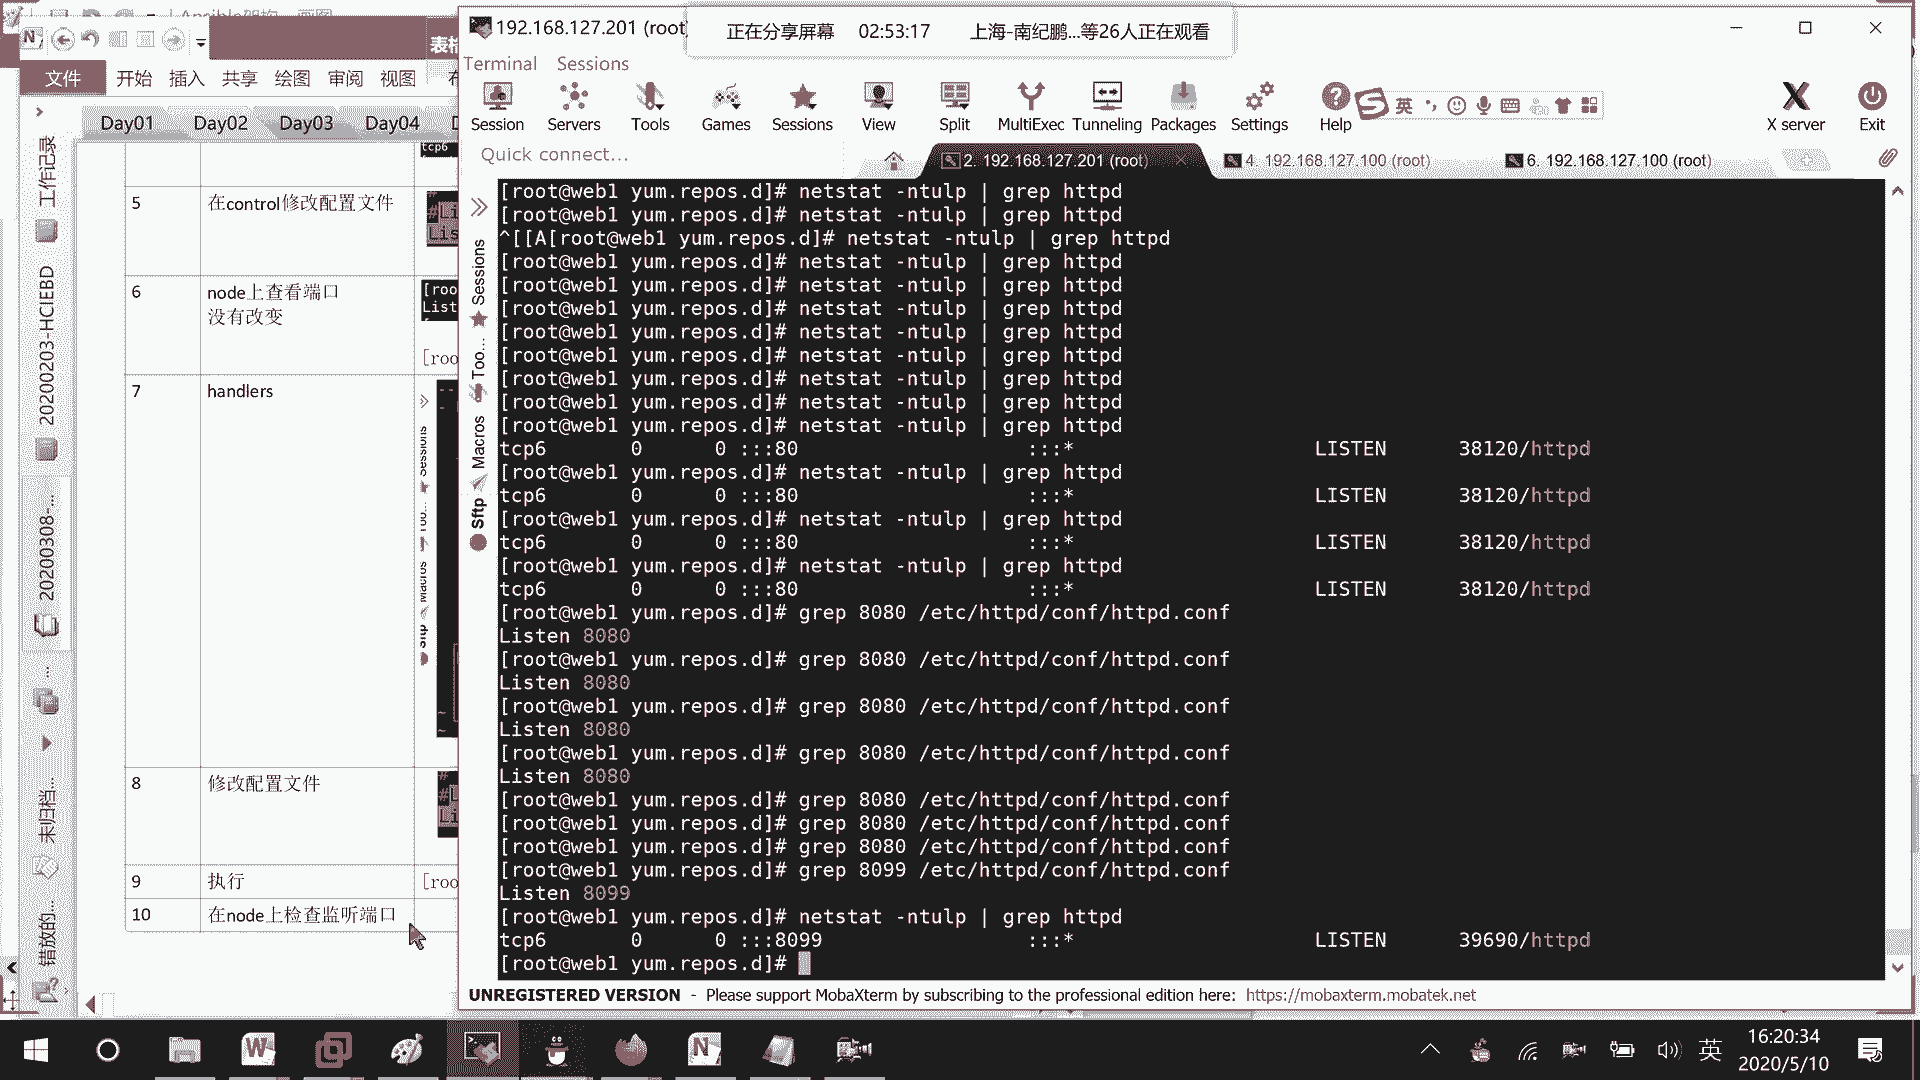 192.168.127.201 (root)
正在分享屏幕 02:53:17 上海-南纪鹏...等26人正在观看
Terminal Sessions
文件 开始 插入 共享 绘图 审阅 视图
Session Servers Tools Games Sessions View Split MultiExec Tunneling Packages Settings Help 英 X server Exit
Day01 Day02 Day03 Day04
Quick connect...
2. 192.168.127.201 (root) 4. 192.168.127.100 (root) 6. 192.168.127.100 (root)
工作记录
20200203-HCIEBD
20200308-...
未归档...
错放的...
tcp6
5 在control修改配置文件
6 node上查看端口
没有改变
[roo
List
[roo
7 handlers
8 修改配置文件
9 执行 [roo
10 在node上检查监听端口
Sessions
Too...
Macros
Sftp
[root@web1 yum.repos.d]# netstat -ntulp | grep httpd
[root@web1 yum.repos.d]# netstat -ntulp | grep httpd
^[[A[root@web1 yum.repos.d]# netstat -ntulp | grep httpd
[root@web1 yum.repos.d]# netstat -ntulp | grep httpd
[root@web1 yum.repos.d]# netstat -ntulp | grep httpd
[root@web1 yum.repos.d]# netstat -ntulp | grep httpd
[root@web1 yum.repos.d]# netstat -ntulp | grep httpd
[root@web1 yum.repos.d]# netstat -ntulp | grep httpd
[root@web1 yum.repos.d]# netstat -ntulp | grep httpd
[root@web1 yum.repos.d]# netstat -ntulp | grep httpd
[root@web1 yum.repos.d]# netstat -ntulp | grep httpd
tcp6 0 0 :::80 :::* LISTEN 38120/httpd
[root@web1 yum.repos.d]# netstat -ntulp | grep httpd
tcp6 0 0 :::80 :::* LISTEN 38120/httpd
[root@web1 yum.repos.d]# netstat -ntulp | grep httpd
tcp6 0 0 :::80 :::* LISTEN 38120/httpd
[root@web1 yum.repos.d]# netstat -ntulp | grep httpd
tcp6 0 0 :::80 :::* LISTEN 38120/httpd
[root@web1 yum.repos.d]# grep 8080 /etc/httpd/conf/httpd.conf
Listen 8080
[root@web1 yum.repos.d]# grep 8080 /etc/httpd/conf/httpd.conf
Listen 8080
[root@web1 yum.repos.d]# grep 8080 /etc/httpd/conf/httpd.conf
Listen 8080
[root@web1 yum.repos.d]# grep 8080 /etc/httpd/conf/httpd.conf
Listen 8080
[root@web1 yum.repos.d]# grep 8080 /etc/httpd/conf/httpd.conf
[root@web1 yum.repos.d]# grep 8080 /etc/httpd/conf/httpd.conf
[root@web1 yum.repos.d]# grep 8080 /etc/httpd/conf/httpd.conf
[root@web1 yum.repos.d]# grep 8099 /etc/httpd/conf/httpd.conf
Listen 8099
[root@web1 yum.repos.d]# netstat -ntulp | grep httpd
tcp6 0 0 :::8099 :::* LISTEN 39690/httpd
[root@web1 yum.repos.d]#
UNREGISTERED VERSION - Please support MobaXterm by subscribing to the professional edition here: https://mobaxterm.mobatek.net
英 16:20:34
2020/5/10